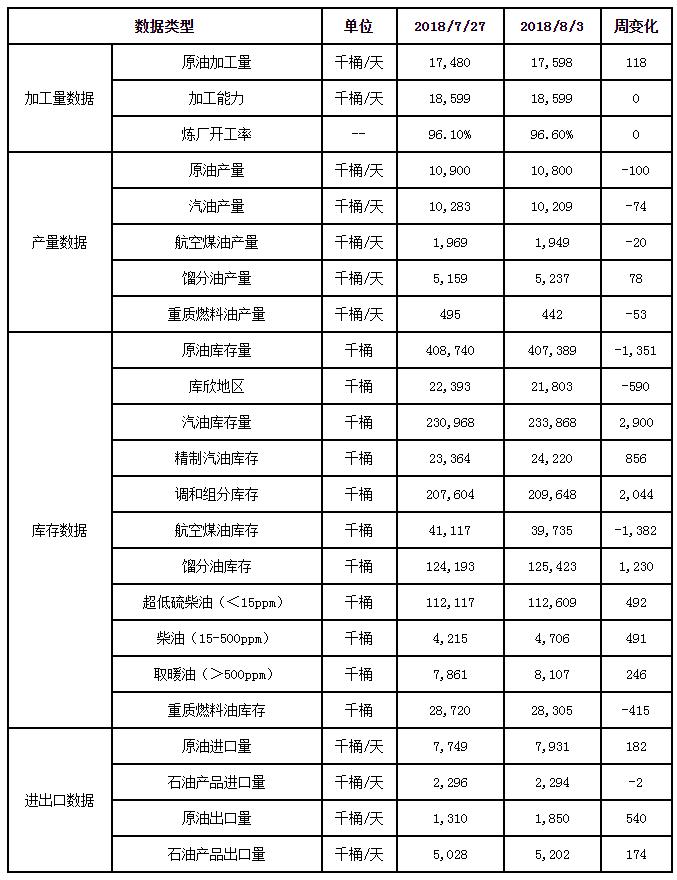 数据类型 单位 2018/7/27 2018/8/3 周变化
加工量数据 原油加工量 千桶/天 17,480 17,598 118
加工能力 千桶/天 18,599 18,599 0
炼厂开工率 -- 96.10% 96.60% 0
产量数据 原油产量 千桶/天 10,900 10,800 -100
汽油产量 千桶/天 10,283 10,209 -74
航空煤油产量 千桶/天 1,969 1,949 -20
馏分油产量 千桶/天 5,159 5,237 78
重质燃料油产量 千桶/天 495 442 -53
库存数据 原油库存量 千桶 408,740 407,389 -1,351
库欣地区 千桶 22,393 21,803 -590
汽油库存量 千桶 230,968 233,868 2,900
精制汽油库存 千桶 23,364 24,220 856
调和组分库存 千桶 207,604 209,648 2,044
航空煤油库存 千桶 41,117 39,735 -1,382
馏分油库存 千桶 124,193 125,423 1,230
超低硫柴油（＜15ppm） 千桶 112,117 112,609 492
柴油（15-500ppm） 千桶 4,215 4,706 491
取暖油（＞500ppm） 千桶 7,861 8,107 246
重质燃料油库存 千桶 28,720 28,305 -415
进出口数据 原油进口量 千桶/天 7,749 7,931 182
石油产品进口量 千桶/天 2,296 2,294 -2
原油出口量 千桶/天 1,310 1,850 540
石油产品出口量 千桶/天 5,028 5,202 174